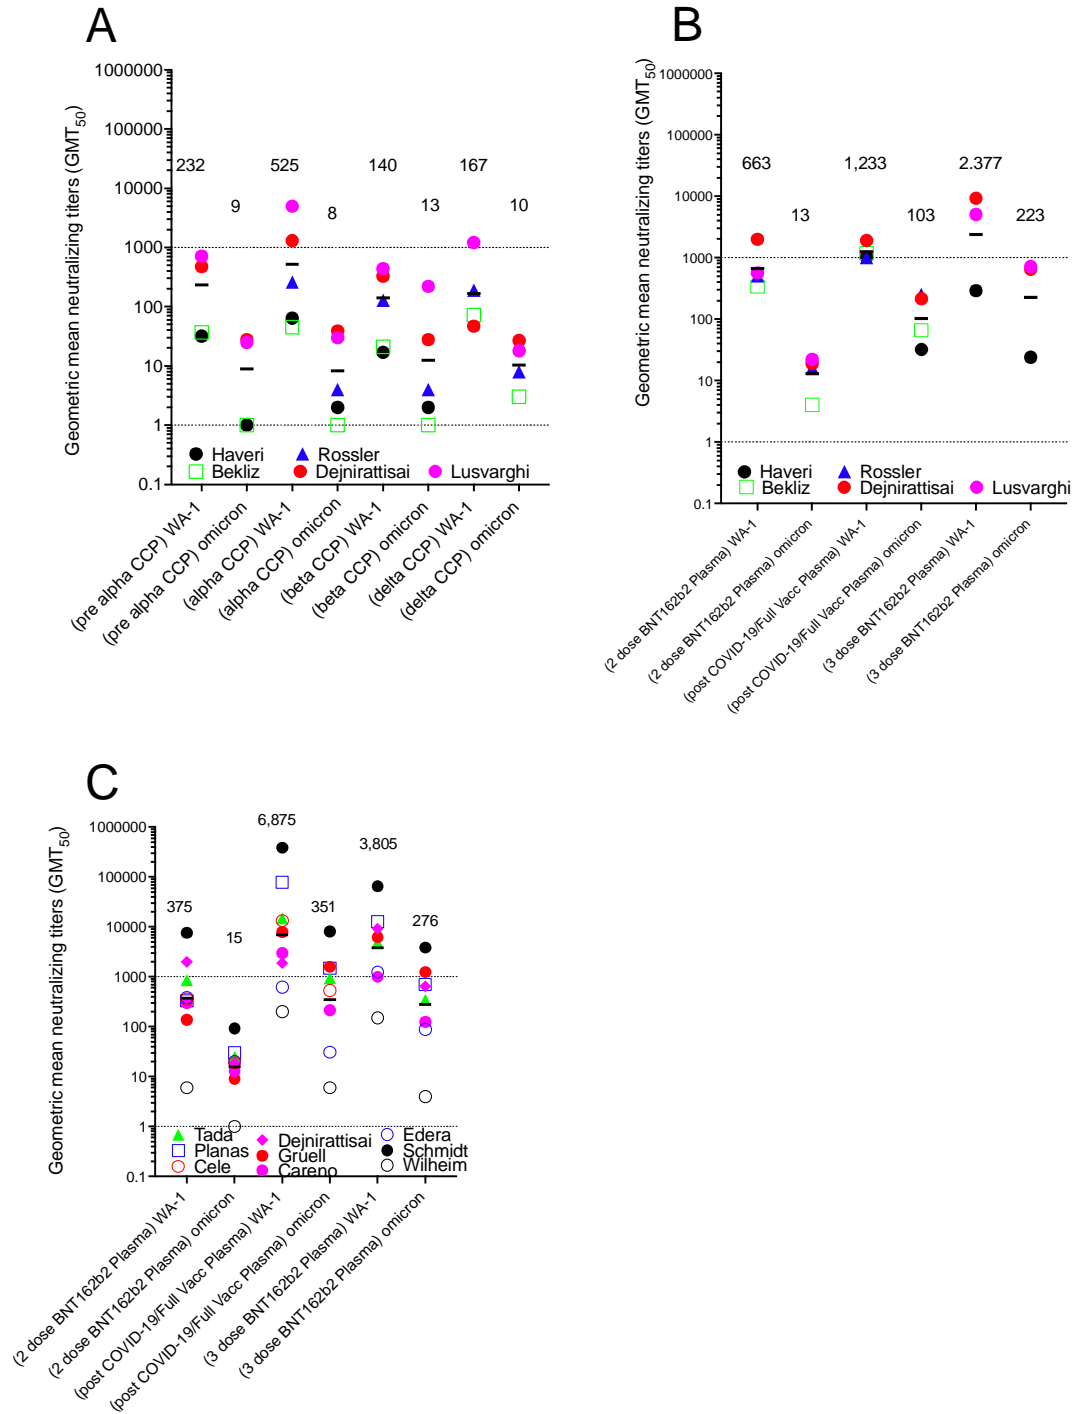 A
Geometric mean neutralizing titers (GMT50)
1000000
100000
10000
1000
100
10
1
0.1
232
9
525
8
140
13
167
10
Haveri
Rossler
Bekliz
Dejnirattisai
Lusvarghi
(pre alpha CCP) WA-1
(pre alpha CCP) omicron
(alpha CCP) WA-1
(alpha CCP) omicron
(beta CCP) WA-1
(beta CCP) omicron
(delta CCP) WA-1
(delta CCP) omicron
B
Geometric mean neutralizing titers (GMT50)
1000000
100000
10000
1000
100
10
1
0.1
663
13
1,233
103
2.377
223
Haveri
Rossler
Bekliz
Dejnirattisai
Lusvarghi
(2 dose BNT162b2 Plasma) WA-1
(2 dose BNT162b2 Plasma) omicron
(post COVID-19/Full Vacc Plasma) WA-1
(post COVID-19/Full Vacc Plasma) omicron
(3 dose BNT162b2 Plasma) WA-1
(3 dose BNT162b2 Plasma) omicron
C
Geometric mean neutralizing titers (GMT50)
1000000
100000
10000
1000
100
10
1
0.1
375
15
6,875
351
3,805
276
Tada
Planas
Cele
Dejnirattisai
Gruell
Careno
Edera
Schmidt
Wilheim
(2 dose BNT162b2 Plasma) WA-1
(2 dose BNT162b2 Plasma) omicron
(post COVID-19/Full Vacc Plasma) WA-1
(post COVID-19/Full Vacc Plasma) omicron
(3 dose BNT162b2 Plasma) WA-1
(3 dose BNT162b2 Plasma) omicron